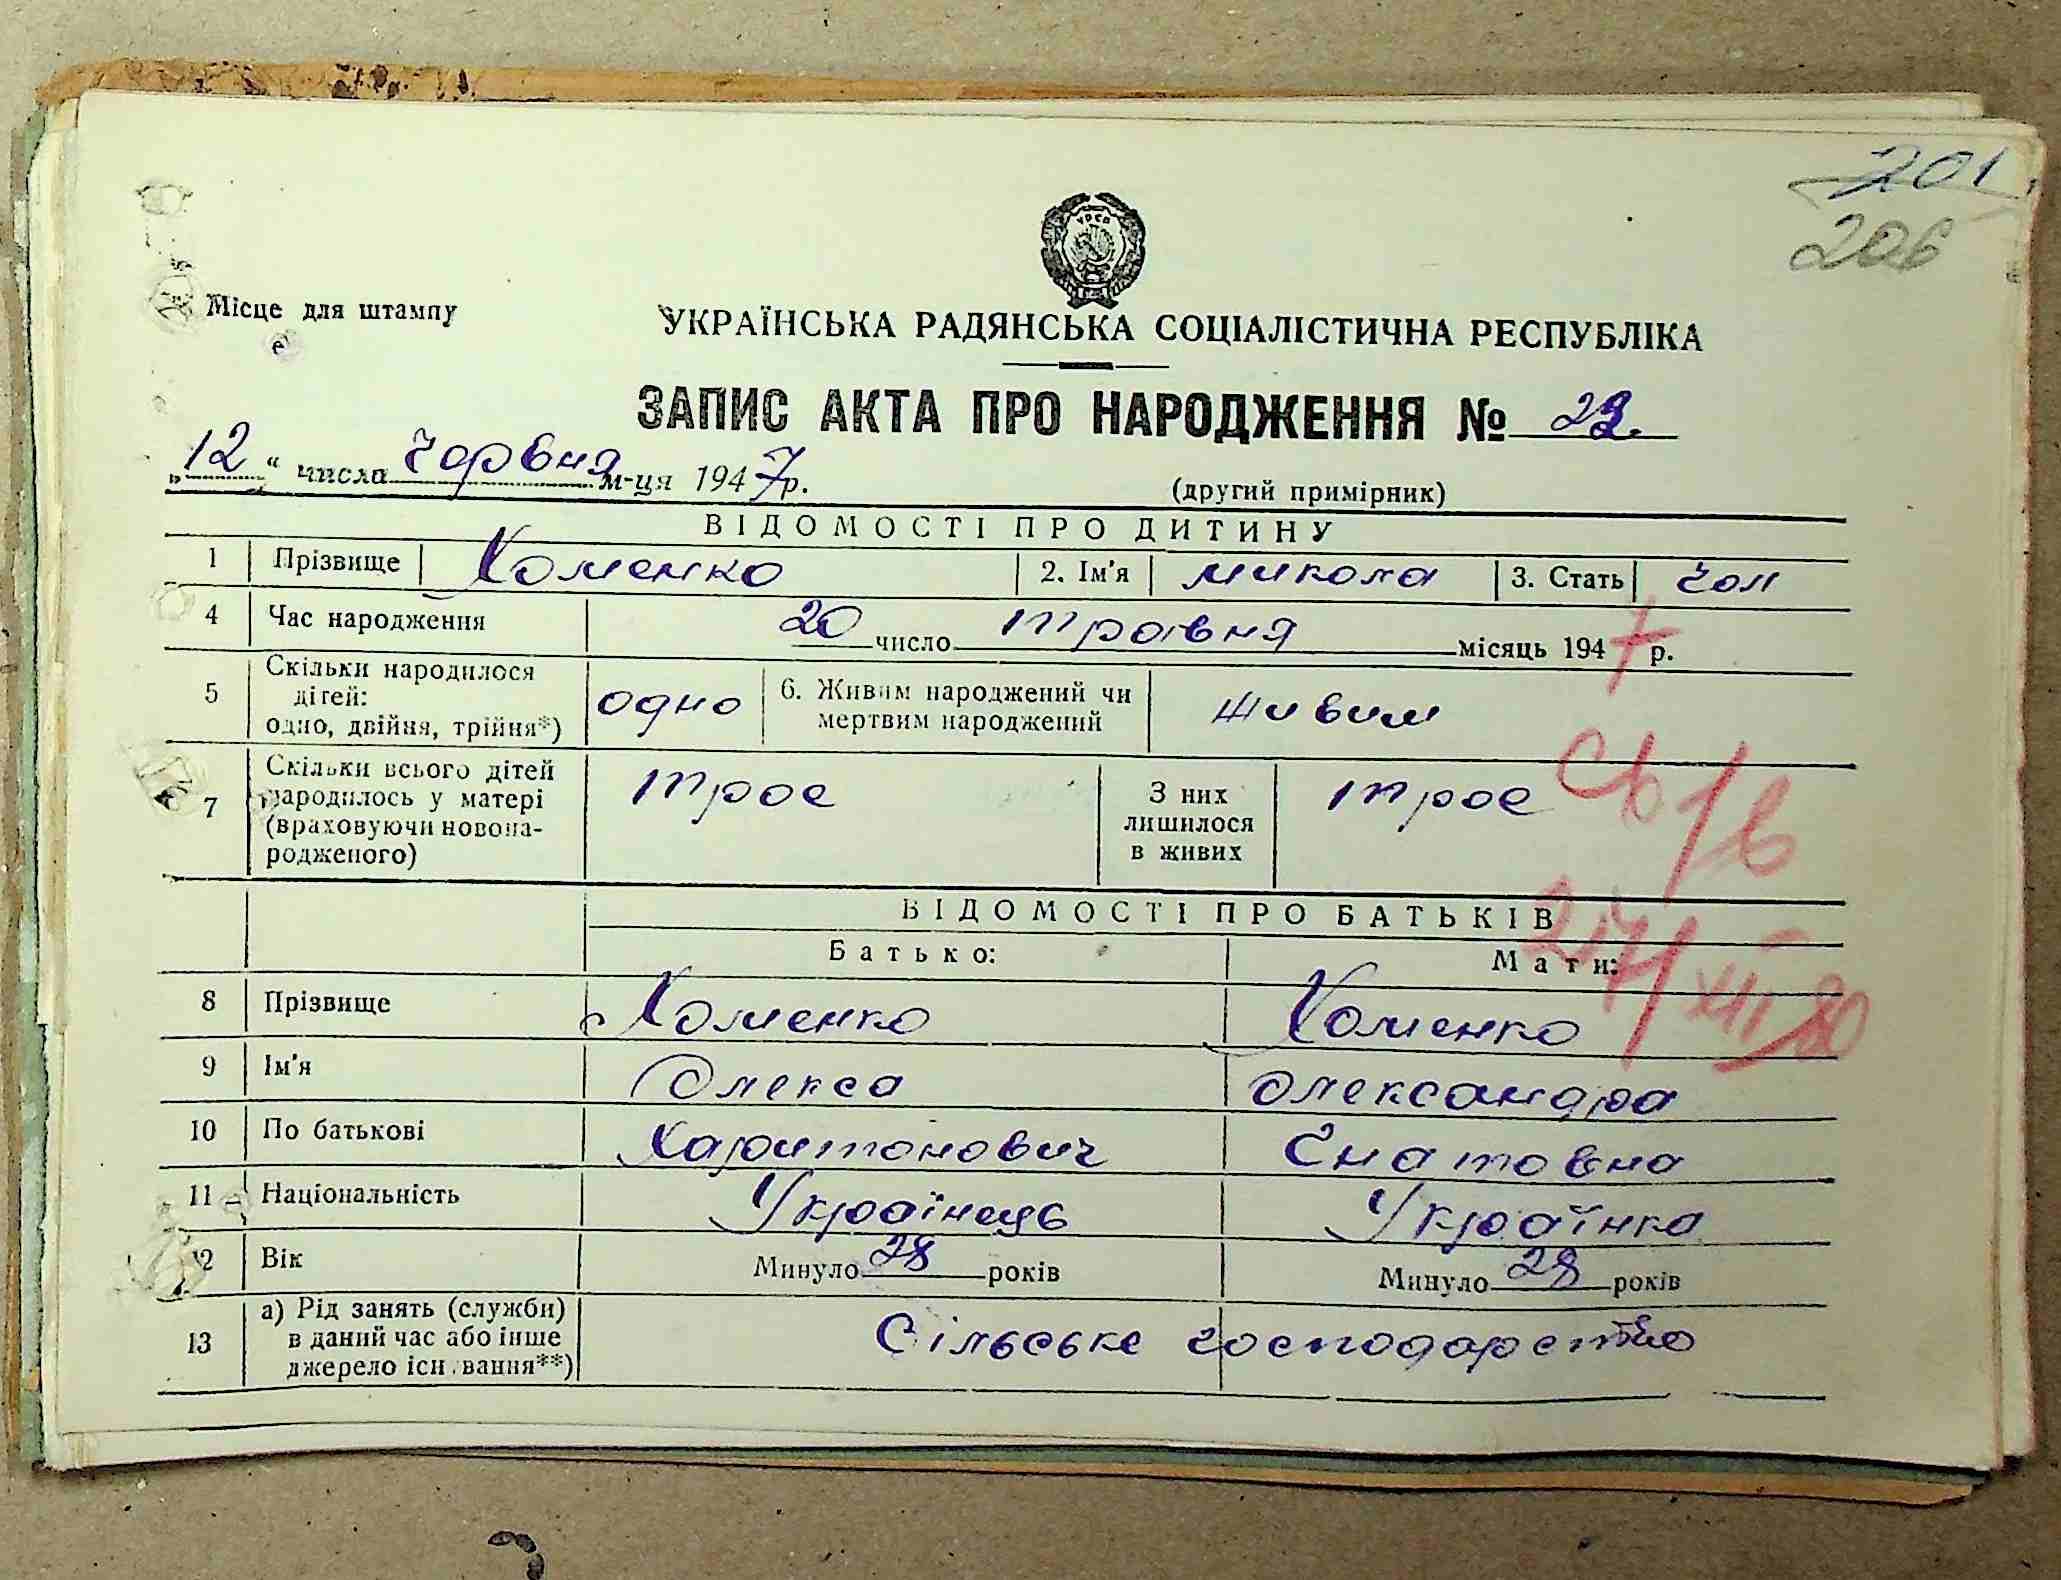 201
206
УРСР
Місце для штампу
УКРАЇНСЬКА РАДЯНСЬКА СОЦІАЛІСТИЧНА РЕСПУБЛІКА
ЗАПИС АКТА ПРО НАРОДЖЕННЯ №
„12“ числа червня м-ця 1947 р.
(другий примірник)
ВІДОМОСТІ ПРО ДИТИНУ
1 Прізвище Хоменко 2. Ім'я Микола 3. Стать чол
4 Час народження 20 число травня місяць 1947 р.
5 Скільки народилося дітей: одно, двійня, трійня*) одно 6. Живим народжений чи мертвим народжений живим
7 Скільки всього дітей народилось у матері (враховуючи новонародженого) троє З них лишилося в живих троє
ВІДОМОСТІ ПРО БАТЬКІВ
Батько: Мати:
8 Прізвище Хоменко Хоменко
9 Ім'я Олекса Олександра
10 По батькові Харитонович Гнатовна
11 Національність Українець Українка
12 Вік Минуло 28 років Минуло 28 років
13 а) Рід занять (служби) в даний час або інше джерело існування**) Сільське господарство